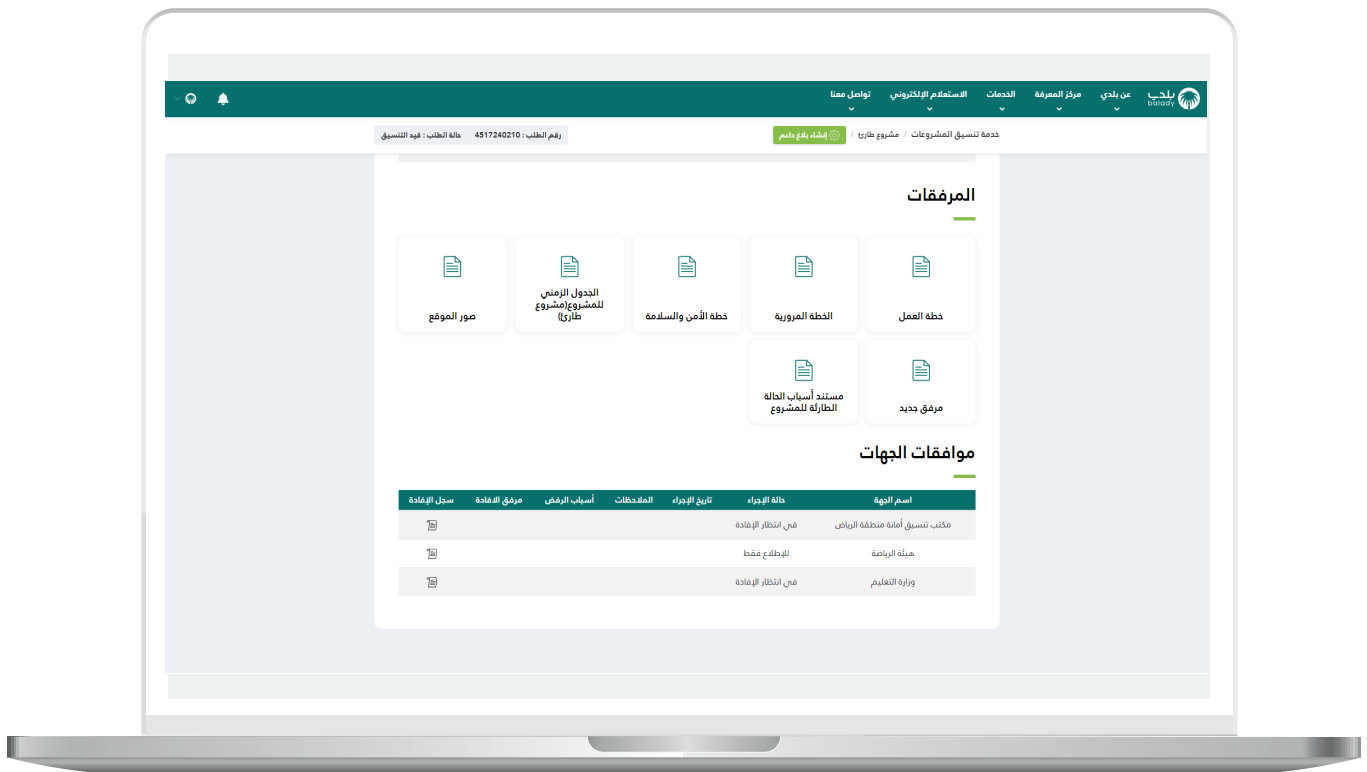 بلدي
balady
عن بلدي
مركز المعرفة
الخدمات
الاستعلام الإلكتروني
تواصل معنا
خدمة تنسيق المشروعات / مشروع طارئ /
إنشاء بلاغ داعم
رقم الطلب : 4517240210
حالة الطلب : قيد التنسيق
المرفقات
خطة العمل
الخطة المرورية
خطة الأمن والسلامة
الجدول الزمني
للمشروع(مشروع
طارئ)
صور الموقع
مرفق جديد
مستند أسباب الحالة
الطارئة للمشروع
موافقات الجهات
اسم الجهة حالة الإجراء تاريخ الإجراء الملاحظات أسباب الرفض مرفق الافادة سجل الإفادة
مكتب تنسيق أمانة منطقة الرياض في انتظار الإفادة
هيئة الرياضة للإطلاع فقط
وزارة التعليم في انتظار الإفادة